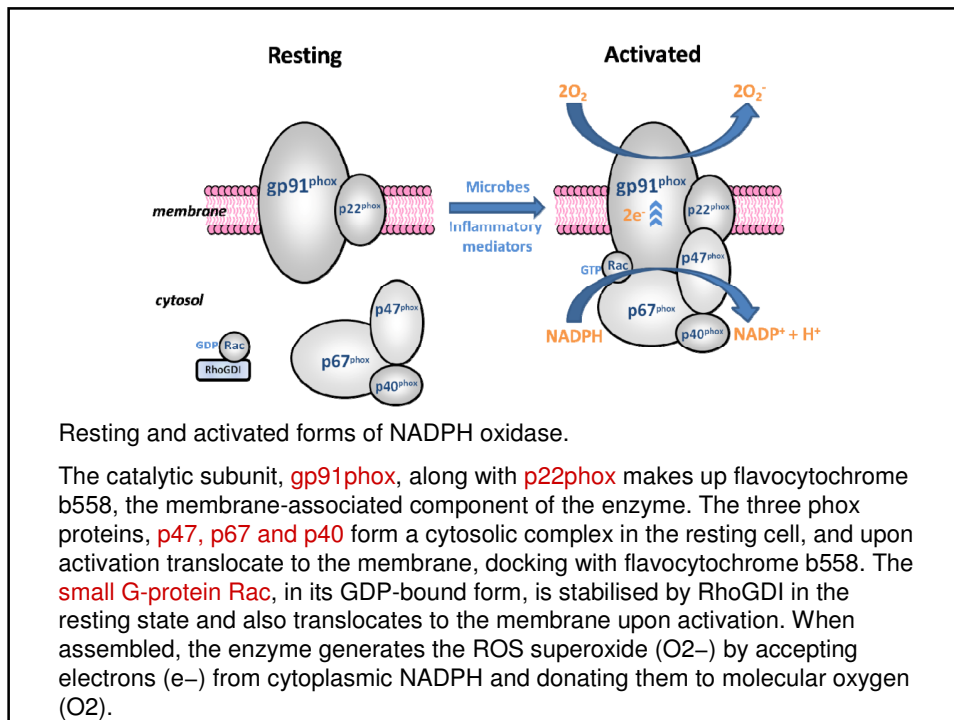 Resting
Activated
2O₂
2O₂⁻
gp91phox
p22phox
membrane
Microbes
Inflammatory
mediators
gp91phox
2e⁻
p22phox
p47phox
GTP
Rac
p67phox
p40phox
NADPH
NADP⁺ + H⁺
cytosol
GDP
Rac
RhoGDI
p47phox
p67phox
p40phox
Resting and activated forms of NADPH oxidase.
The catalytic subunit, gp91phox, along with p22phox makes up flavocytochrome
b558, the membrane-associated component of the enzyme. The three phox
proteins, p47, p67 and p40 form a cytosolic complex in the resting cell, and upon
activation translocate to the membrane, docking with flavocytochrome b558. The
small G-protein Rac, in its GDP-bound form, is stabilised by RhoGDI in the
resting state and also translocates to the membrane upon activation. When
assembled, the enzyme generates the ROS superoxide (O2−) by accepting
electrons (e−) from cytoplasmic NADPH and donating them to molecular oxygen
(O2).